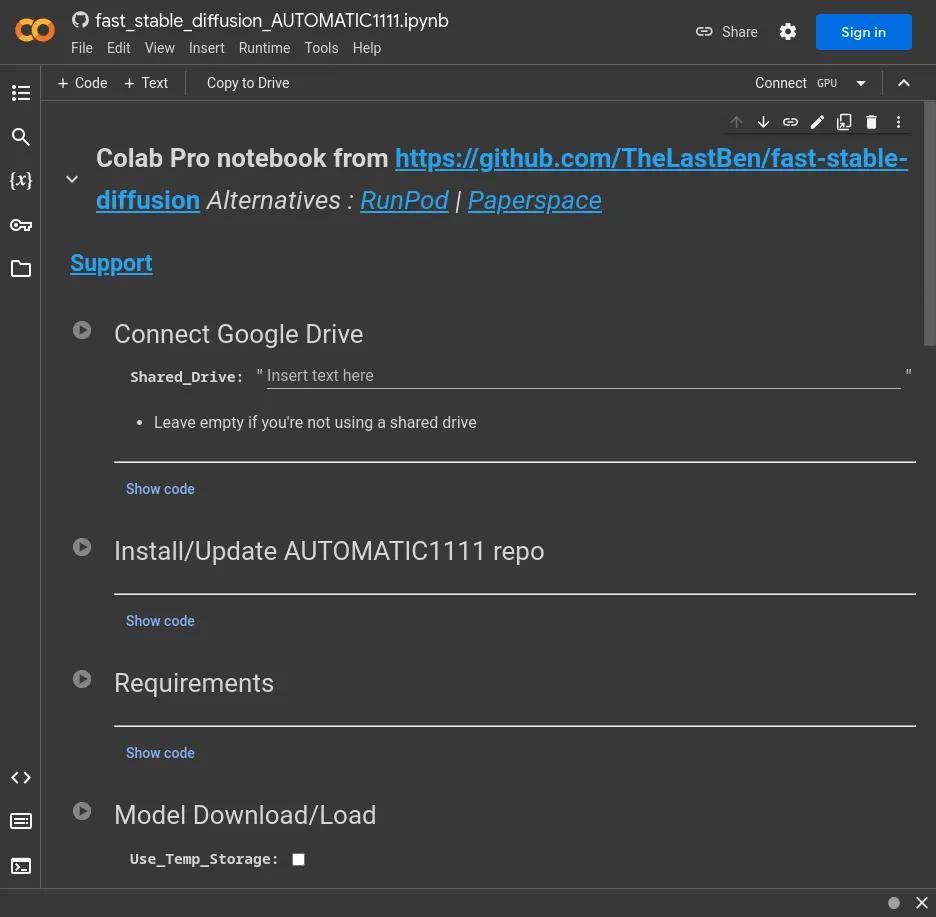 fast_stable_diffusion_AUTOMATIC1111.ipynb
File Edit View Insert Runtime Tools Help
Share
Sign in
+ Code + Text Copy to Drive
Connect GPU
Colab Pro notebook from https://github.com/TheLastBen/fast-stable-
diffusion Alternatives : RunPod | Paperspace
Support
Connect Google Drive
Shared_Drive: " Insert text here "
• Leave empty if you're not using a shared drive
Show code
Install/Update AUTOMATIC1111 repo
Show code
Requirements
Show code
Model Download/Load
Use_Temp_Storage: